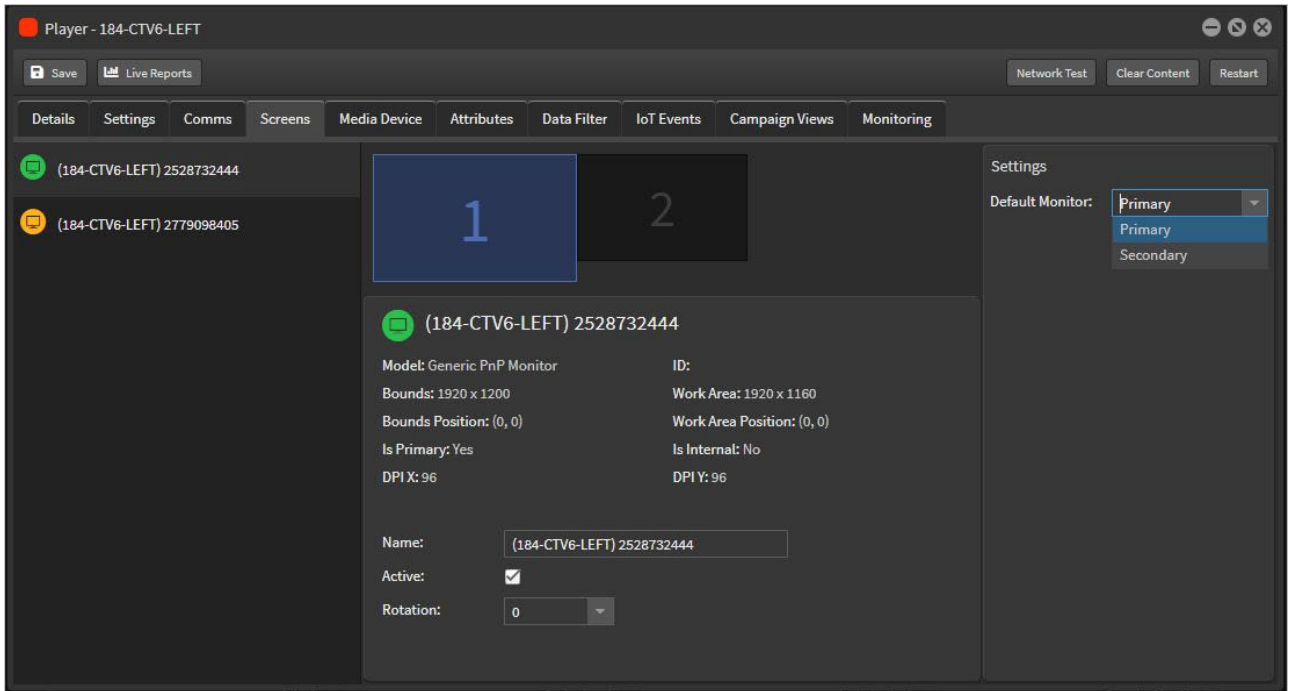 Player - 184-CTV6-LEFT
Save Live Reports Network Test Clear Content Restart
Details Settings Comms Screens Media Device Attributes Data Filter IoT Events Campaign Views Monitoring
(184-CTV6-LEFT) 2528732444
(184-CTV6-LEFT) 2779098405
1 2
(184-CTV6-LEFT) 2528732444
Model: Generic PnP Monitor ID:
Bounds: 1920 x 1200 Work Area: 1920 x 1160
Bounds Position: (0, 0) Work Area Position: (0, 0)
Is Primary: Yes Is Internal: No
DPI X: 96 DPI Y: 96
Name: (184-CTV6-LEFT) 2528732444
Active:
Rotation: 0
Settings
Default Monitor: Primary
Primary
Secondary